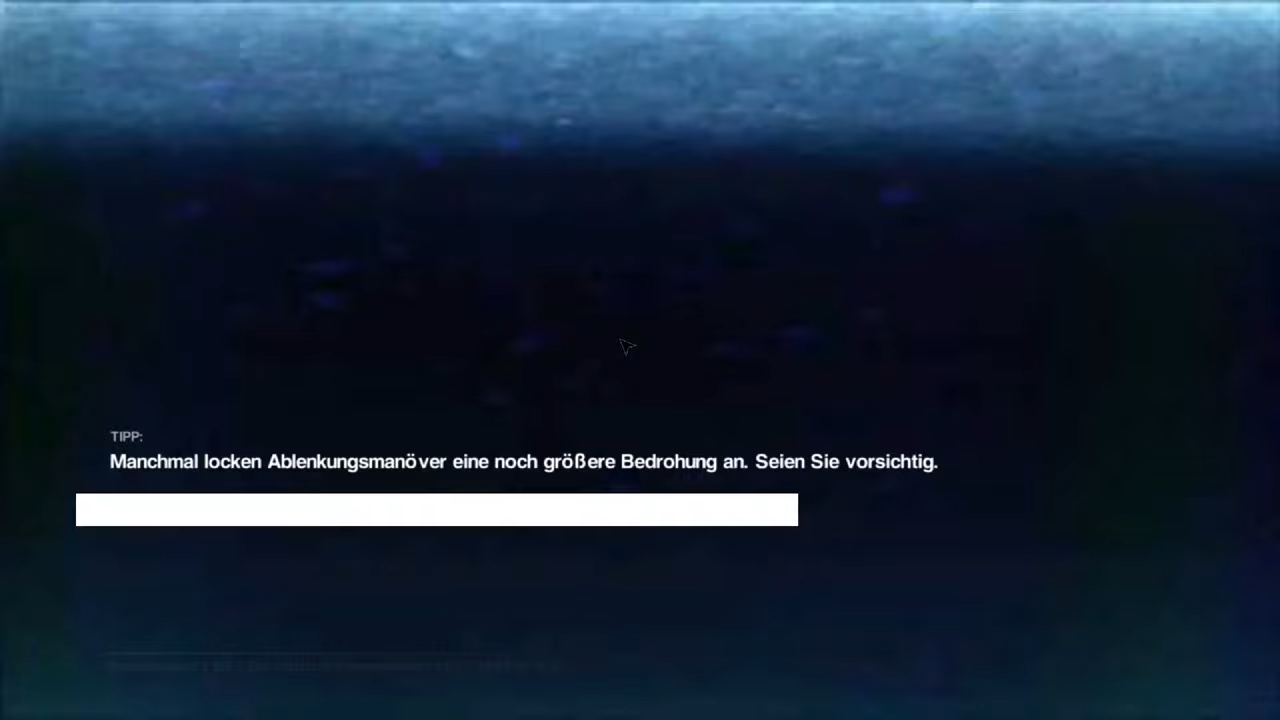 TIPP:
Manchmal locken Ablenkungsmanöver eine noch größere Bedrohung an. Seien Sie vorsichtig.